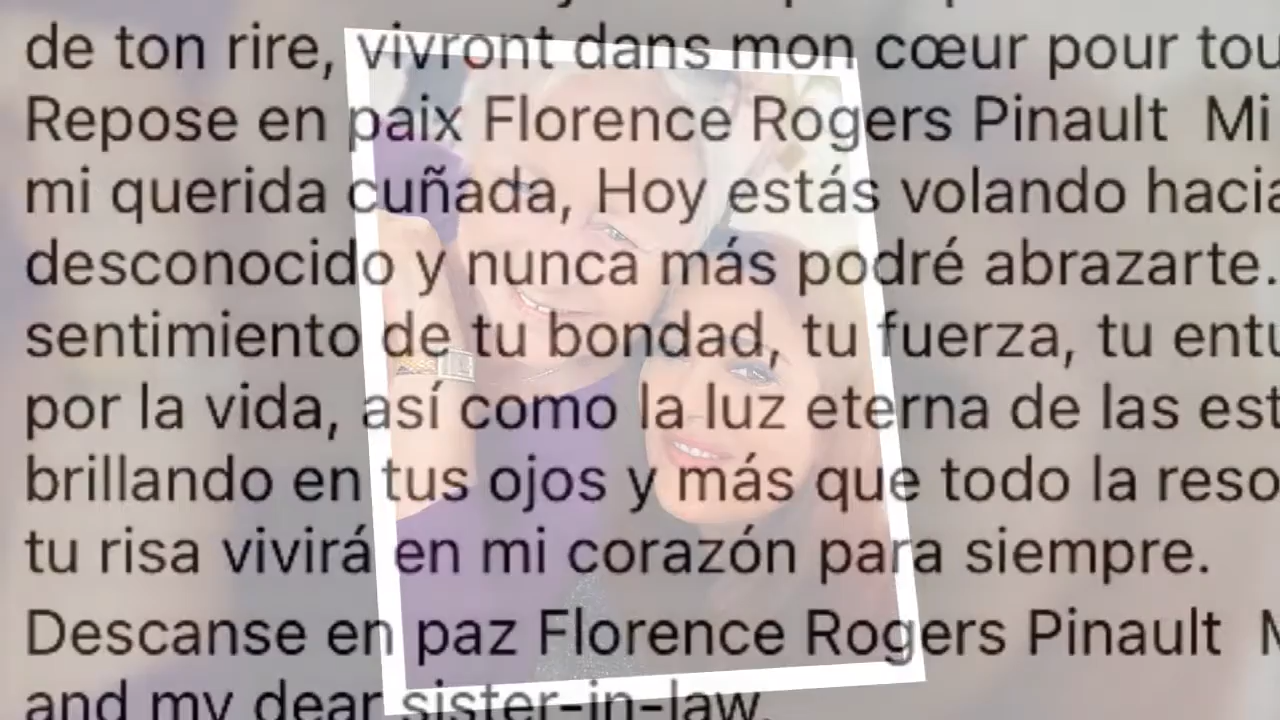 de ton rire, vivront dans mon cœur pour tou
Repose en paix Florence Rogers Pinault Mi
mi querida cuñada, Hoy estás volando hacia
desconocido y nunca más podré abrazarte.
sentimiento de tu bondad, tu fuerza, tu entu
por la vida, así como la luz eterna de las est
brillando en tus ojos y más que todo la reso
tu risa vivirá en mi corazón para siempre.
Descanse en paz Florence Rogers Pinault M
and my dear sister-in-law.